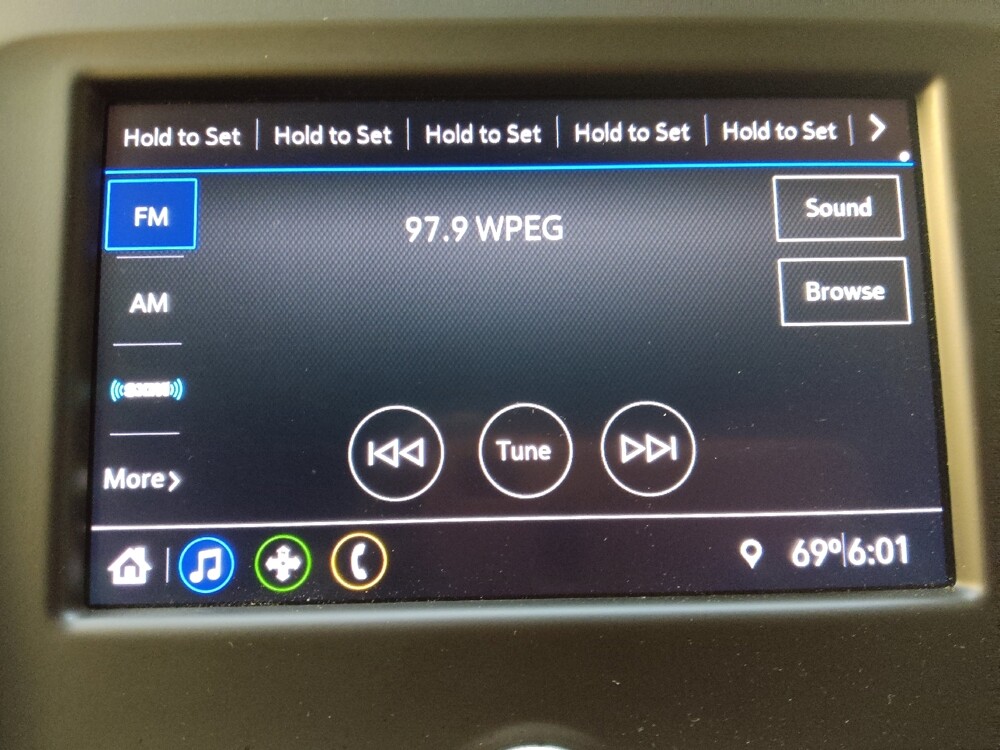 Hold to Set Hold to Set Hold to Set Hold to Set Hold to Set
FM
97.9 WPEG
Sound
AM
Browse
More
Tune
69° 6:01